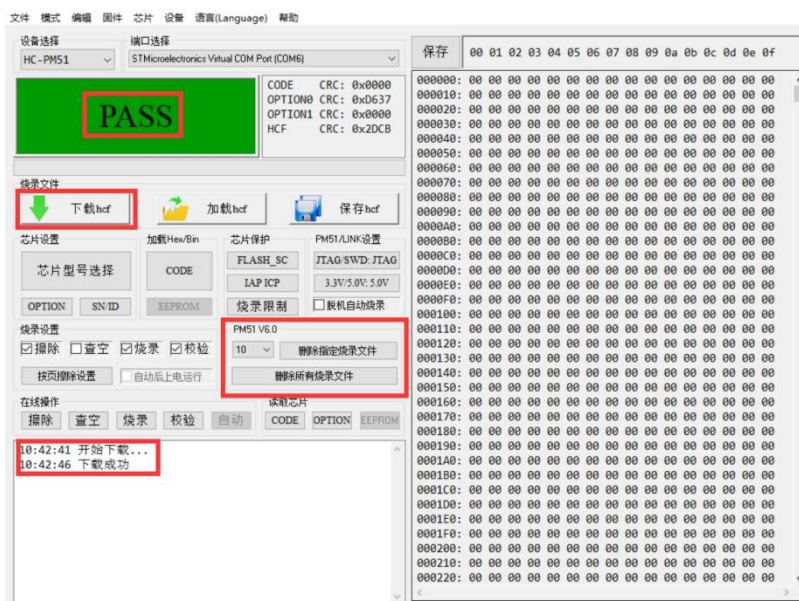 文件 模式 编辑 固件 芯片 设备 语言(Language) 帮助
设备选择 端口选择
HC-PM51 STMicroelectronics Virtual COM Port (COM6)
PASS
CODE CRC: 0x0000
OPTION0 CRC: 0xD637
OPTION1 CRC: 0x0000
HCF CRC: 0x2DCB
烧录文件
下载hcf 加载hcf 保存hcf
芯片设置 加载Hex/Bin 芯片保护 PM51/LINK设置
芯片型号选择 CODE FLASH_SC JTAG/SWD: JTAG
IAP ICP 3.3V/5.0V: 5.0V
OPTION SN/ID EEPROM 烧录限制 脱机自动烧录
烧录设置 PM51 V6.0
擦除 查空 烧录 校验 10 删除指定烧录文件
按页擦除设置 自动后上电运行 删除所有烧录文件
在线操作 读取芯片
擦除 查空 烧录 校验 自动 CODE OPTION EEPROM
10:42:41 开始下载...
10:42:46 下载成功
保存 00 01 02 03 04 05 06 07 08 09 0a 0b 0c 0d 0e 0f
000000: 00 00 00 00 00 00 00 00 00 00 00 00 00 00 00 00
000010: 00 00 00 00 00 00 00 00 00 00 00 00 00 00 00 00
000020: 00 00 00 00 00 00 00 00 00 00 00 00 00 00 00 00
000030: 00 00 00 00 00 00 00 00 00 00 00 00 00 00 00 00
000040: 00 00 00 00 00 00 00 00 00 00 00 00 00 00 00 00
000050: 00 00 00 00 00 00 00 00 00 00 00 00 00 00 00 00
000060: 00 00 00 00 00 00 00 00 00 00 00 00 00 00 00 00
000070: 00 00 00 00 00 00 00 00 00 00 00 00 00 00 00 00
000080: 00 00 00 00 00 00 00 00 00 00 00 00 00 00 00 00
000090: 00 00 00 00 00 00 00 00 00 00 00 00 00 00 00 00
0000A0: 00 00 00 00 00 00 00 00 00 00 00 00 00 00 00 00
0000B0: 00 00 00 00 00 00 00 00 00 00 00 00 00 00 00 00
0000C0: 00 00 00 00 00 00 00 00 00 00 00 00 00 00 00 00
0000D0: 00 00 00 00 00 00 00 00 00 00 00 00 00 00 00 00
0000E0: 00 00 00 00 00 00 00 00 00 00 00 00 00 00 00 00
0000F0: 00 00 00 00 00 00 00 00 00 00 00 00 00 00 00 00
000100: 00 00 00 00 00 00 00 00 00 00 00 00 00 00 00 00
000110: 00 00 00 00 00 00 00 00 00 00 00 00 00 00 00 00
000120: 00 00 00 00 00 00 00 00 00 00 00 00 00 00 00 00
000130: 00 00 00 00 00 00 00 00 00 00 00 00 00 00 00 00
000140: 00 00 00 00 00 00 00 00 00 00 00 00 00 00 00 00
000150: 00 00 00 00 00 00 00 00 00 00 00 00 00 00 00 00
000160: 00 00 00 00 00 00 00 00 00 00 00 00 00 00 00 00
000170: 00 00 00 00 00 00 00 00 00 00 00 00 00 00 00 00
000180: 00 00 00 00 00 00 00 00 00 00 00 00 00 00 00 00
000190: 00 00 00 00 00 00 00 00 00 00 00 00 00 00 00 00
0001A0: 00 00 00 00 00 00 00 00 00 00 00 00 00 00 00 00
0001B0: 00 00 00 00 00 00 00 00 00 00 00 00 00 00 00 00
0001C0: 00 00 00 00 00 00 00 00 00 00 00 00 00 00 00 00
0001D0: 00 00 00 00 00 00 00 00 00 00 00 00 00 00 00 00
0001E0: 00 00 00 00 00 00 00 00 00 00 00 00 00 00 00 00
0001F0: 00 00 00 00 00 00 00 00 00 00 00 00 00 00 00 00
000200: 00 00 00 00 00 00 00 00 00 00 00 00 00 00 00 00
000210: 00 00 00 00 00 00 00 00 00 00 00 00 00 00 00 00
000220: 00 00 00 00 00 00 00 00 00 00 00 00 00 00 00 00